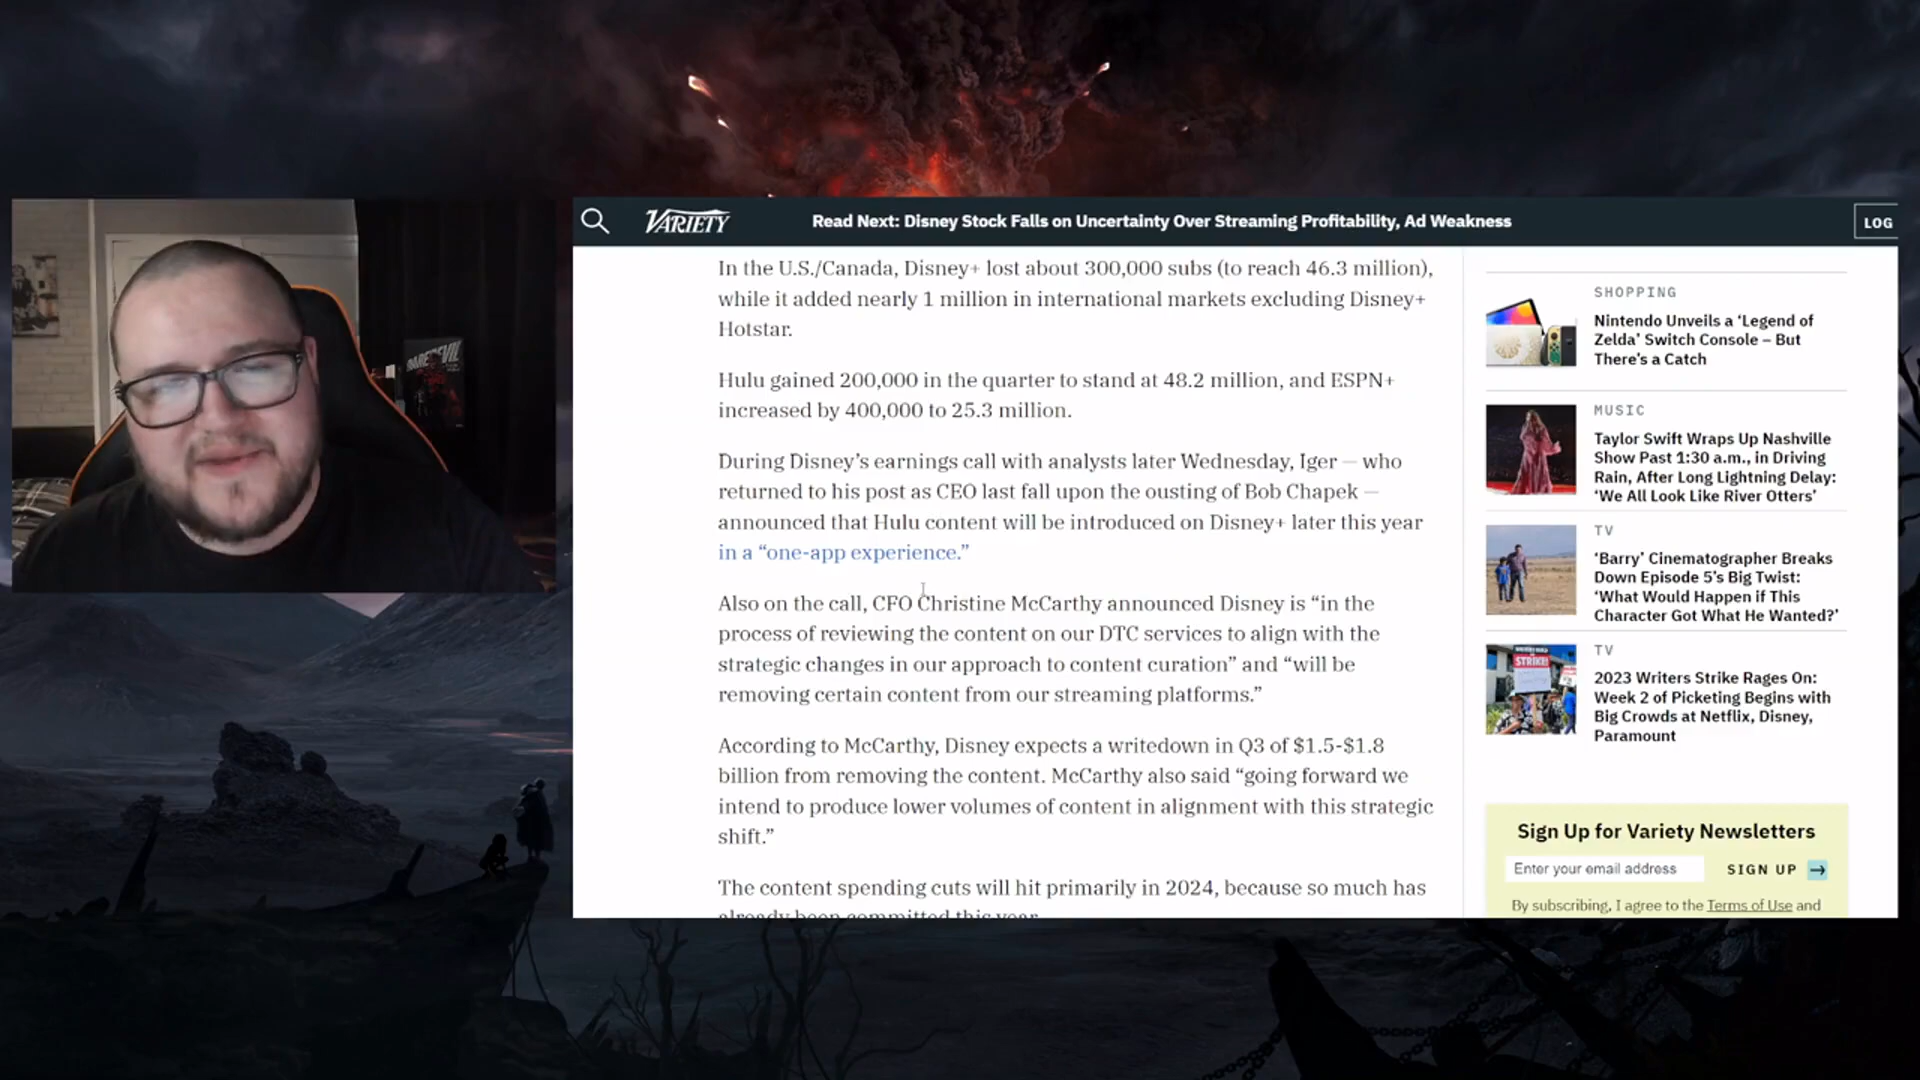 DAREDEVIL
VARIETY
Read Next: Disney Stock Falls on Uncertainty Over Streaming Profitability, Ad Weakness
LOG
In the U.S./Canada, Disney+ lost about 300,000 subs (to reach 46.3 million),
while it added nearly 1 million in international markets excluding Disney+
Hotstar.
Hulu gained 200,000 in the quarter to stand at 48.2 million, and ESPN+
increased by 400,000 to 25.3 million.
During Disney’s earnings call with analysts later Wednesday, Iger — who
returned to his post as CEO last fall upon the ousting of Bob Chapek —
announced that Hulu content will be introduced on Disney+ later this year
in a “one-app experience.”
Also on the call, CFO Christine McCarthy announced Disney is “in the
process of reviewing the content on our DTC services to align with the
strategic changes in our approach to content curation” and “will be
removing certain content from our streaming platforms.”
According to McCarthy, Disney expects a writedown in Q3 of $1.5-$1.8
billion from removing the content. McCarthy also said “going forward we
intend to produce lower volumes of content in alignment with this strategic
shift.”
The content spending cuts will hit primarily in 2024, because so much has
already been committed this year
SHOPPING
Nintendo Unveils a ‘Legend of
Zelda’ Switch Console – But
There’s a Catch
MUSIC
Taylor Swift Wraps Up Nashville
Show Past 1:30 a.m., in Driving
Rain, After Long Lightning Delay:
‘We All Look Like River Otters’
TV
‘Barry’ Cinematographer Breaks
Down Episode 5’s Big Twist:
‘What Would Happen if This
Character Got What He Wanted?’
STRIKE!
TV
2023 Writers Strike Rages On:
Week 2 of Picketing Begins with
Big Crowds at Netflix, Disney,
Paramount
Sign Up for Variety Newsletters
Enter your email address
SIGN UP →
By subscribing, I agree to the Terms of Use and